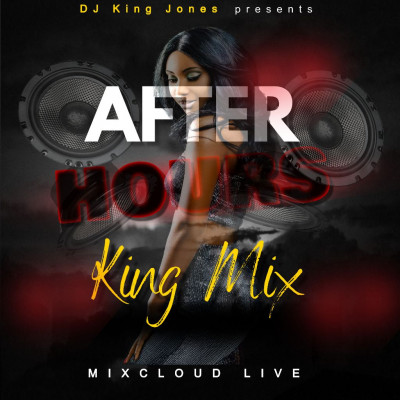 DJ King Jones presents
AFTER
HOURS
King Mix
MIXCLOUD LIVE